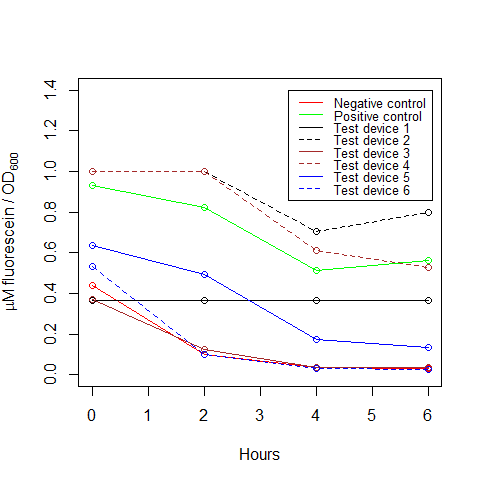 1.4
1.2
1.0
0.8
0.6
0.4
0.2
0.0
µM fluorescein / OD600
Negative control
Positive control
Test device 1
Test device 2
Test device 3
Test device 4
Test device 5
Test device 6
0 1 2 3 4 5 6
Hours